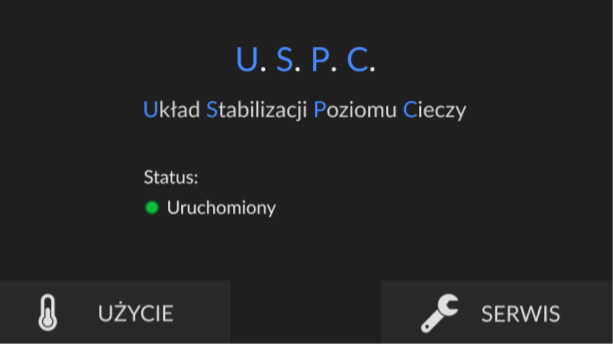 U. S. P. C.
Układ Stabilizacji Poziomu Cieczy
Status:
Uruchomiony
UŻYCIE
SERWIS